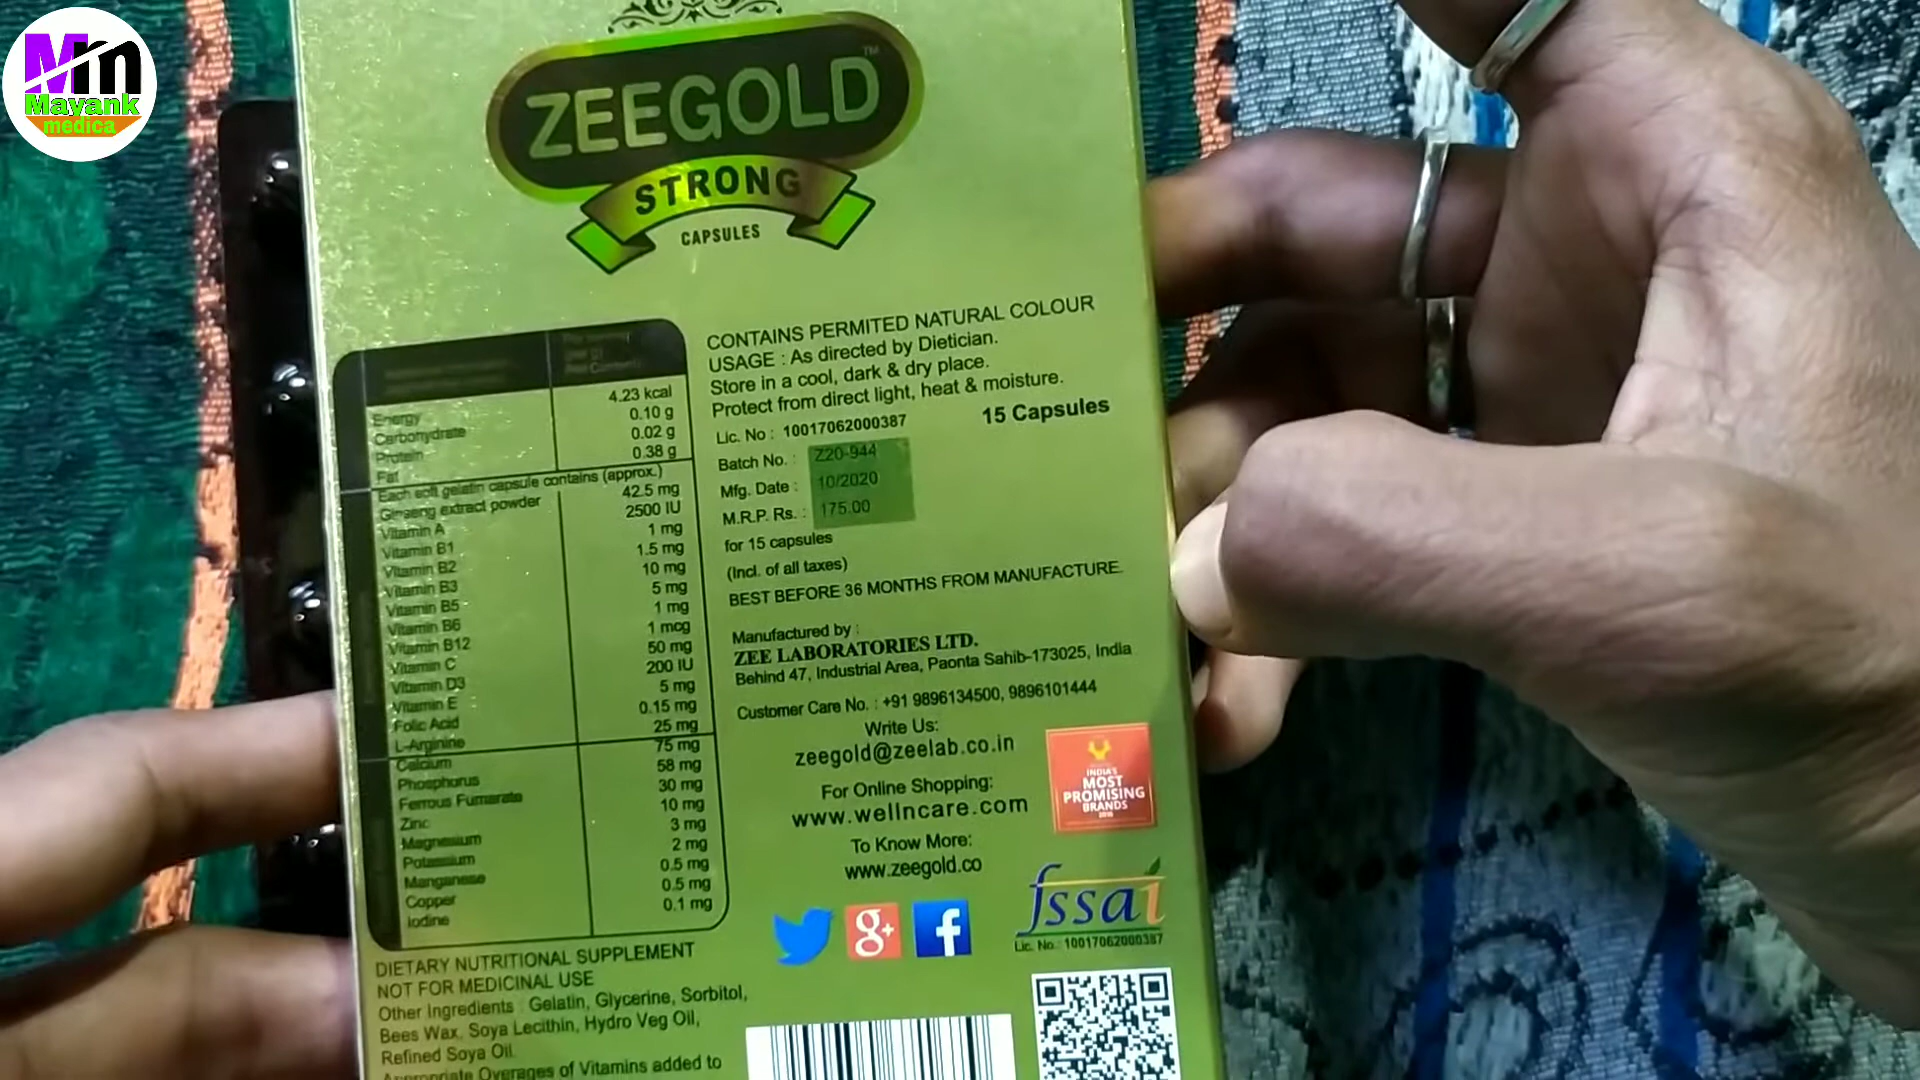 Mm
Mayank
medica
ZEEGOLD™
STRONG
CAPSULES
Energy 4.23 kcal
Carbohydrate 0.10 g
Protein 0.02 g
Fat 0.38 g
Each soft gelatin capsule contains (approx.)
Ginseng extract powder 42.5 mg
Vitamin A 2500 IU
Vitamin B1 1 mg
Vitamin B2 1.5 mg
Vitamin B3 10 mg
Vitamin B5 5 mg
Vitamin B6 1 mg
Vitamin B12 1 mcg
Vitamin C 50 mg
Vitamin D3 200 IU
Vitamin E 5 mg
Folic Acid 0.15 mg
L-Arginine 25 mg
Calcium 75 mg
Phosphorus 58 mg
Ferrous Fumarate 30 mg
Zinc 10 mg
Magnesium 3 mg
Potassium 2 mg
Manganese 0.5 mg
Copper 0.5 mg
Iodine 0.1 mg
DIETARY NUTRITIONAL SUPPLEMENT
NOT FOR MEDICINAL USE
Other Ingredients : Gelatin, Glycerine, Sorbitol,
Bees Wax, Soya Lecithin, Hydro Veg Oil,
Refined Soya Oil.
Appropriate Overages of Vitamins added to
CONTAINS PERMITED NATURAL COLOUR
USAGE : As directed by Dietician.
Store in a cool, dark & dry place.
Protect from direct light, heat & moisture.
Lic. No : 10017062000387
15 Capsules
Batch No. : Z20-944
Mfg. Date : 10/2020
M.R.P. Rs. : 175.00
for 15 capsules
(Incl. of all taxes)
BEST BEFORE 36 MONTHS FROM MANUFACTURE.
Manufactured by :
ZEE LABORATORIES LTD.
Behind 47, Industrial Area, Paonta Sahib-173025, India
Customer Care No. : +91 9896134500, 9896101444
Write Us:
zeegold@zeelab.co.in
For Online Shopping:
www.wellncare.com
To Know More:
www.zeegold.co
INDIA'S
MOST
PROMISING
BRANDS
g+
f
fssai
Lic. No.: 10017062000387